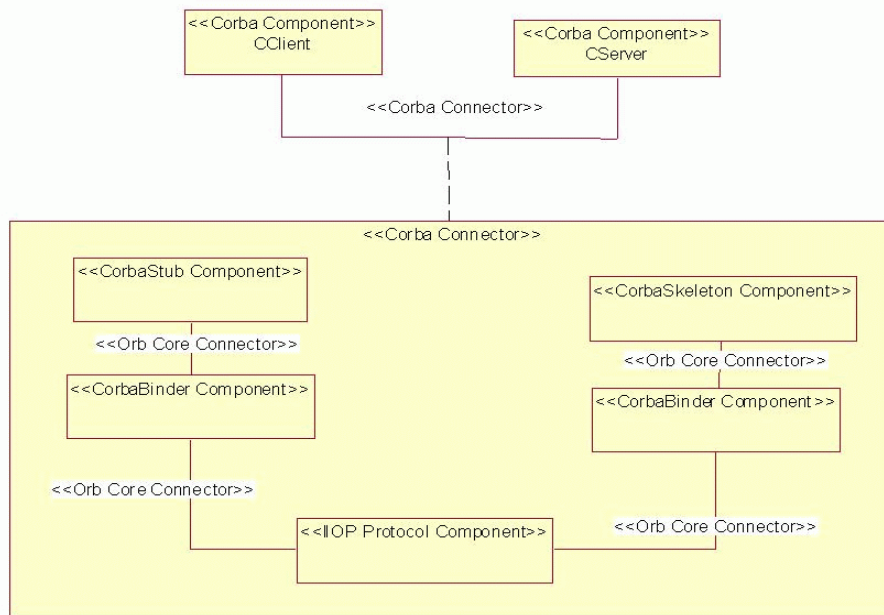 <<Corba Component>>
CClient
<<Corba Component>>
CServer
<<Corba Connector>>
<<Corba Connector>>
<<CorbaStub Component>>
<<CorbaSkeleton Component>>
<<Orb Core Connector>>
<<Orb Core Connector>>
<<CorbaBinder Component>>
<<CorbaBinder Component>>
<<Orb Core Connector>>
<<IIOP Protocol Component>>
<<Orb Core Connector>>